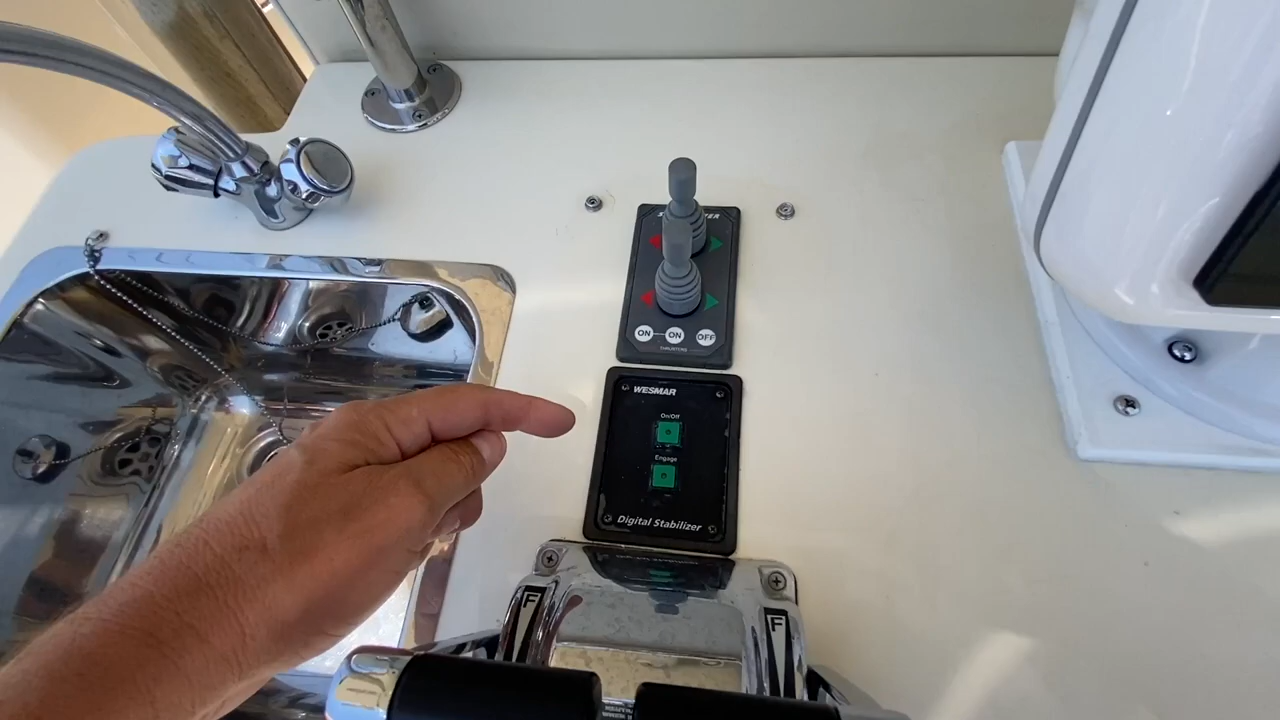 ON ON OFF
THRUSTERS
WESMAR
On/Off
Engage
Digital Stabilizer
F F